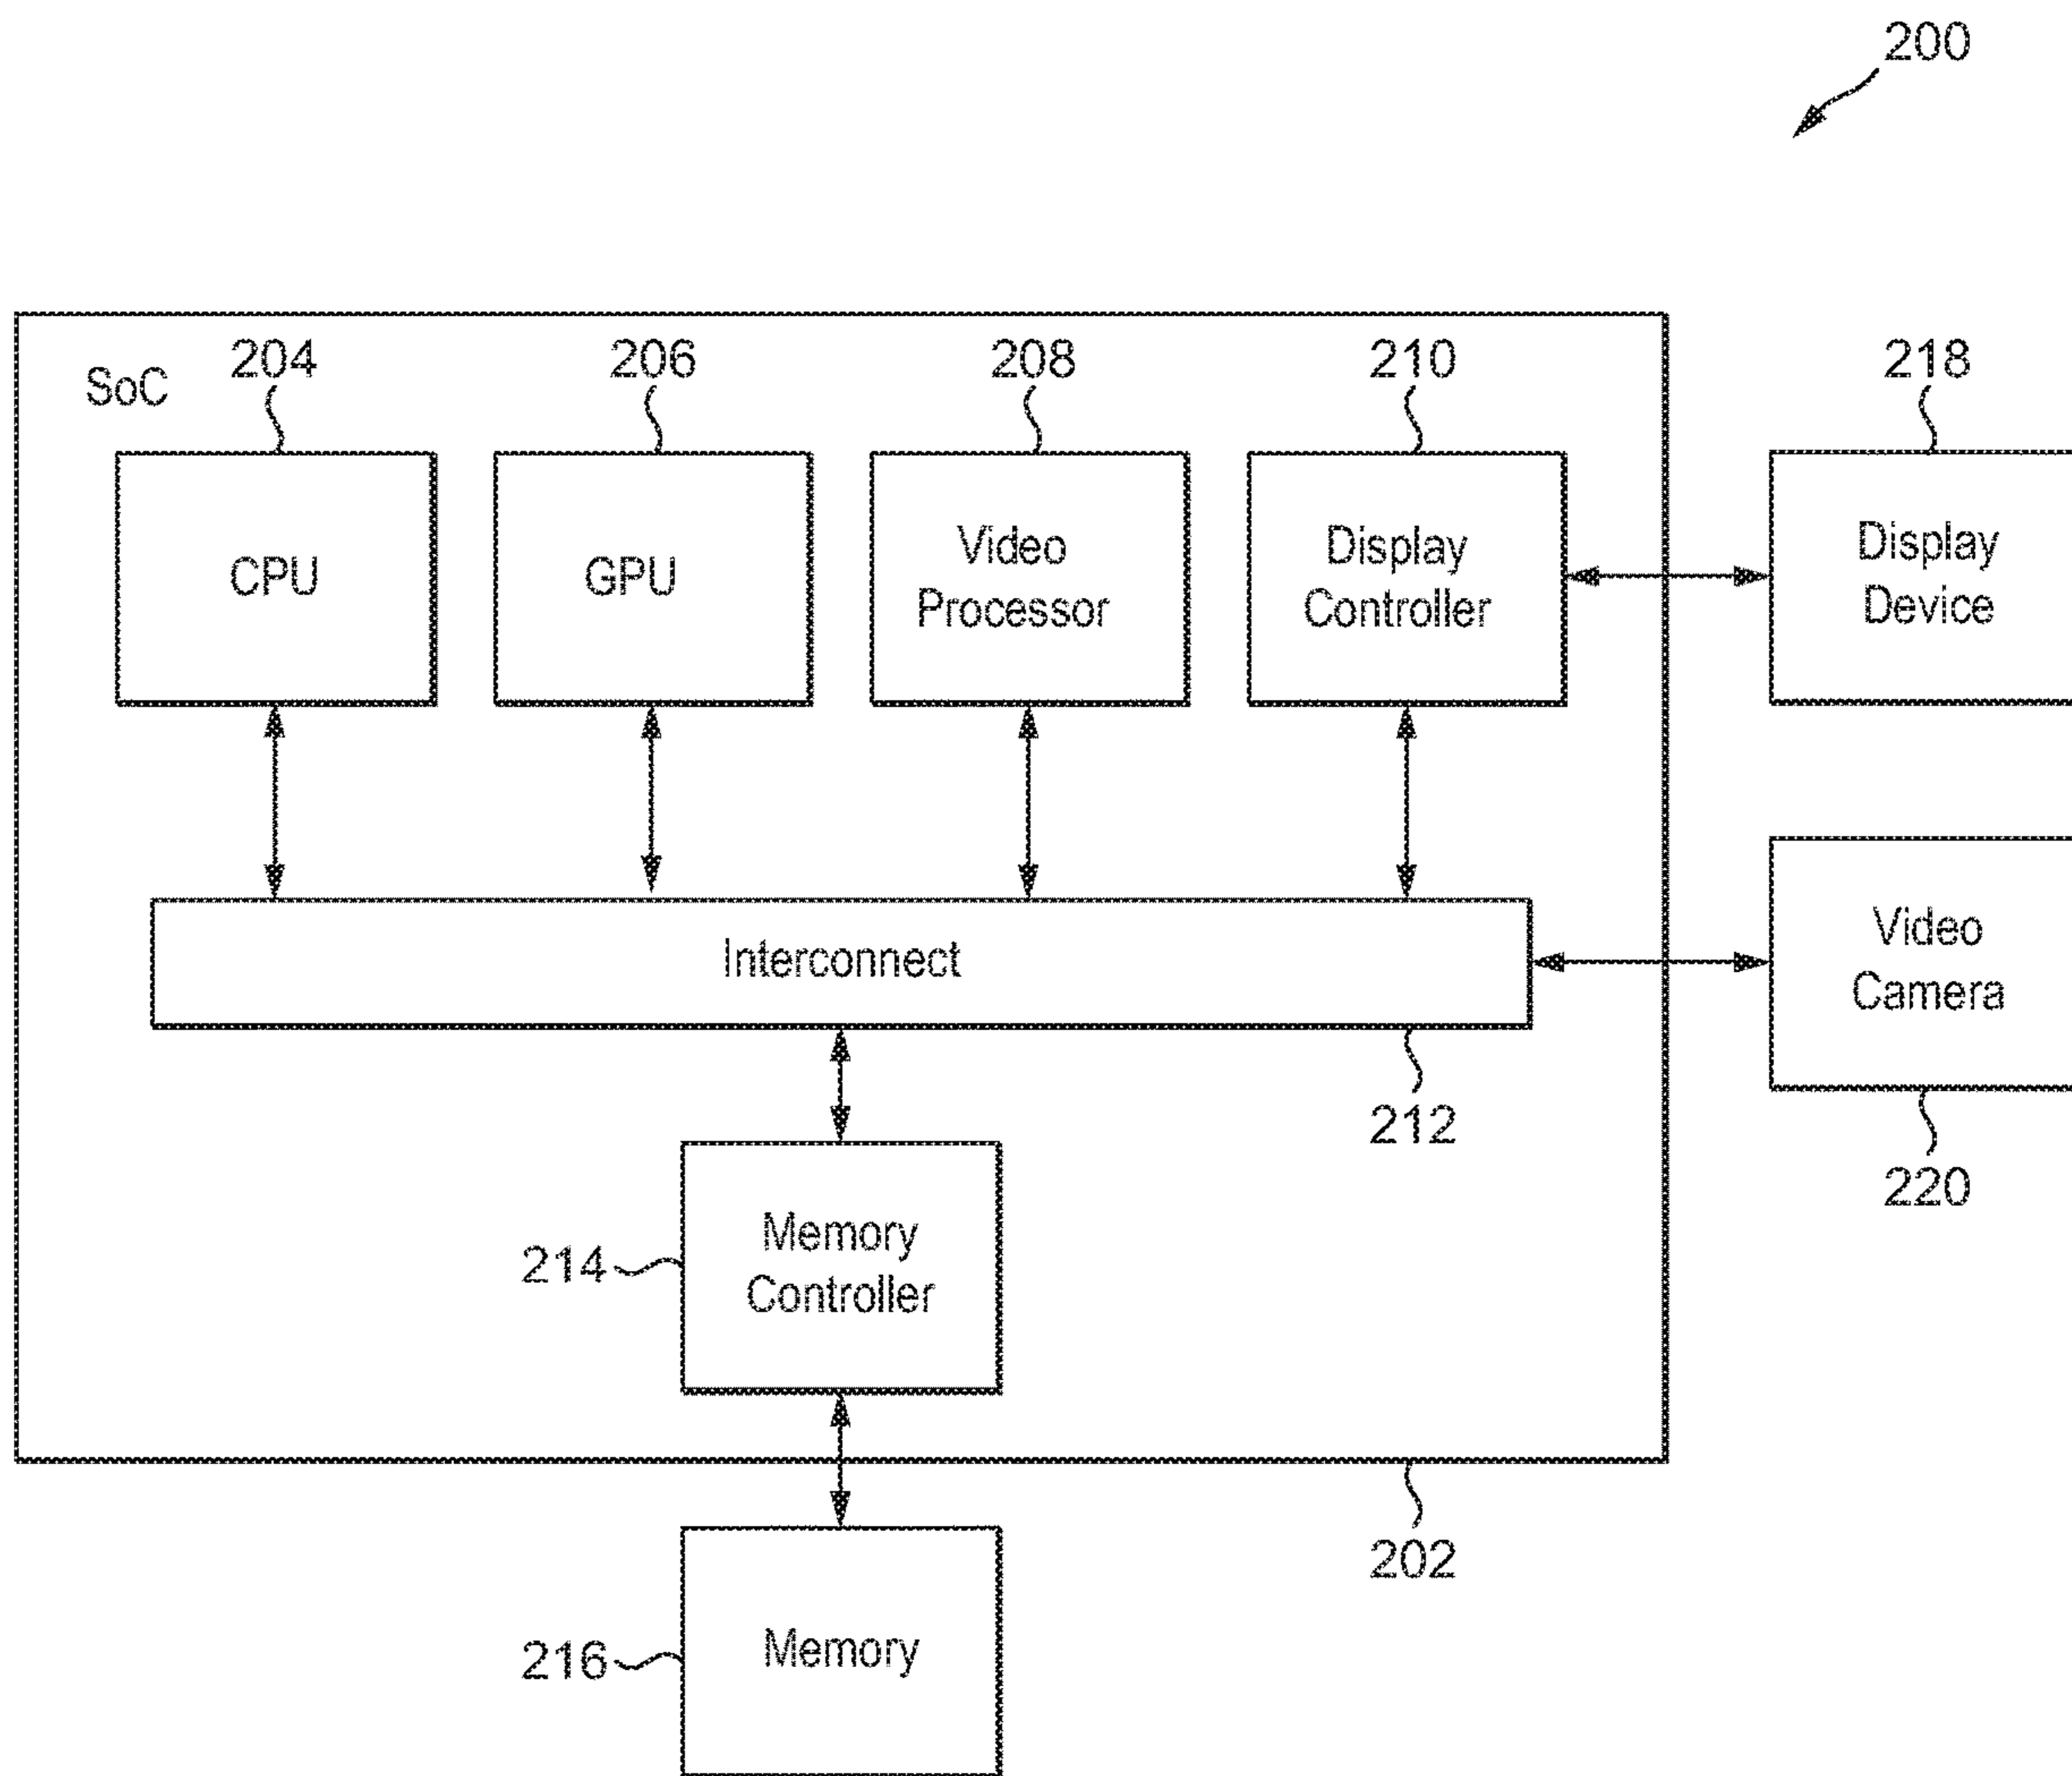 200
SoC
204
206
208
210
218
CPU
GPU
Video
Processor
Display
Controller
Display
Device
Interconnect
Video
Camera
212
220
214
Memory
Controller
202
216
Memory